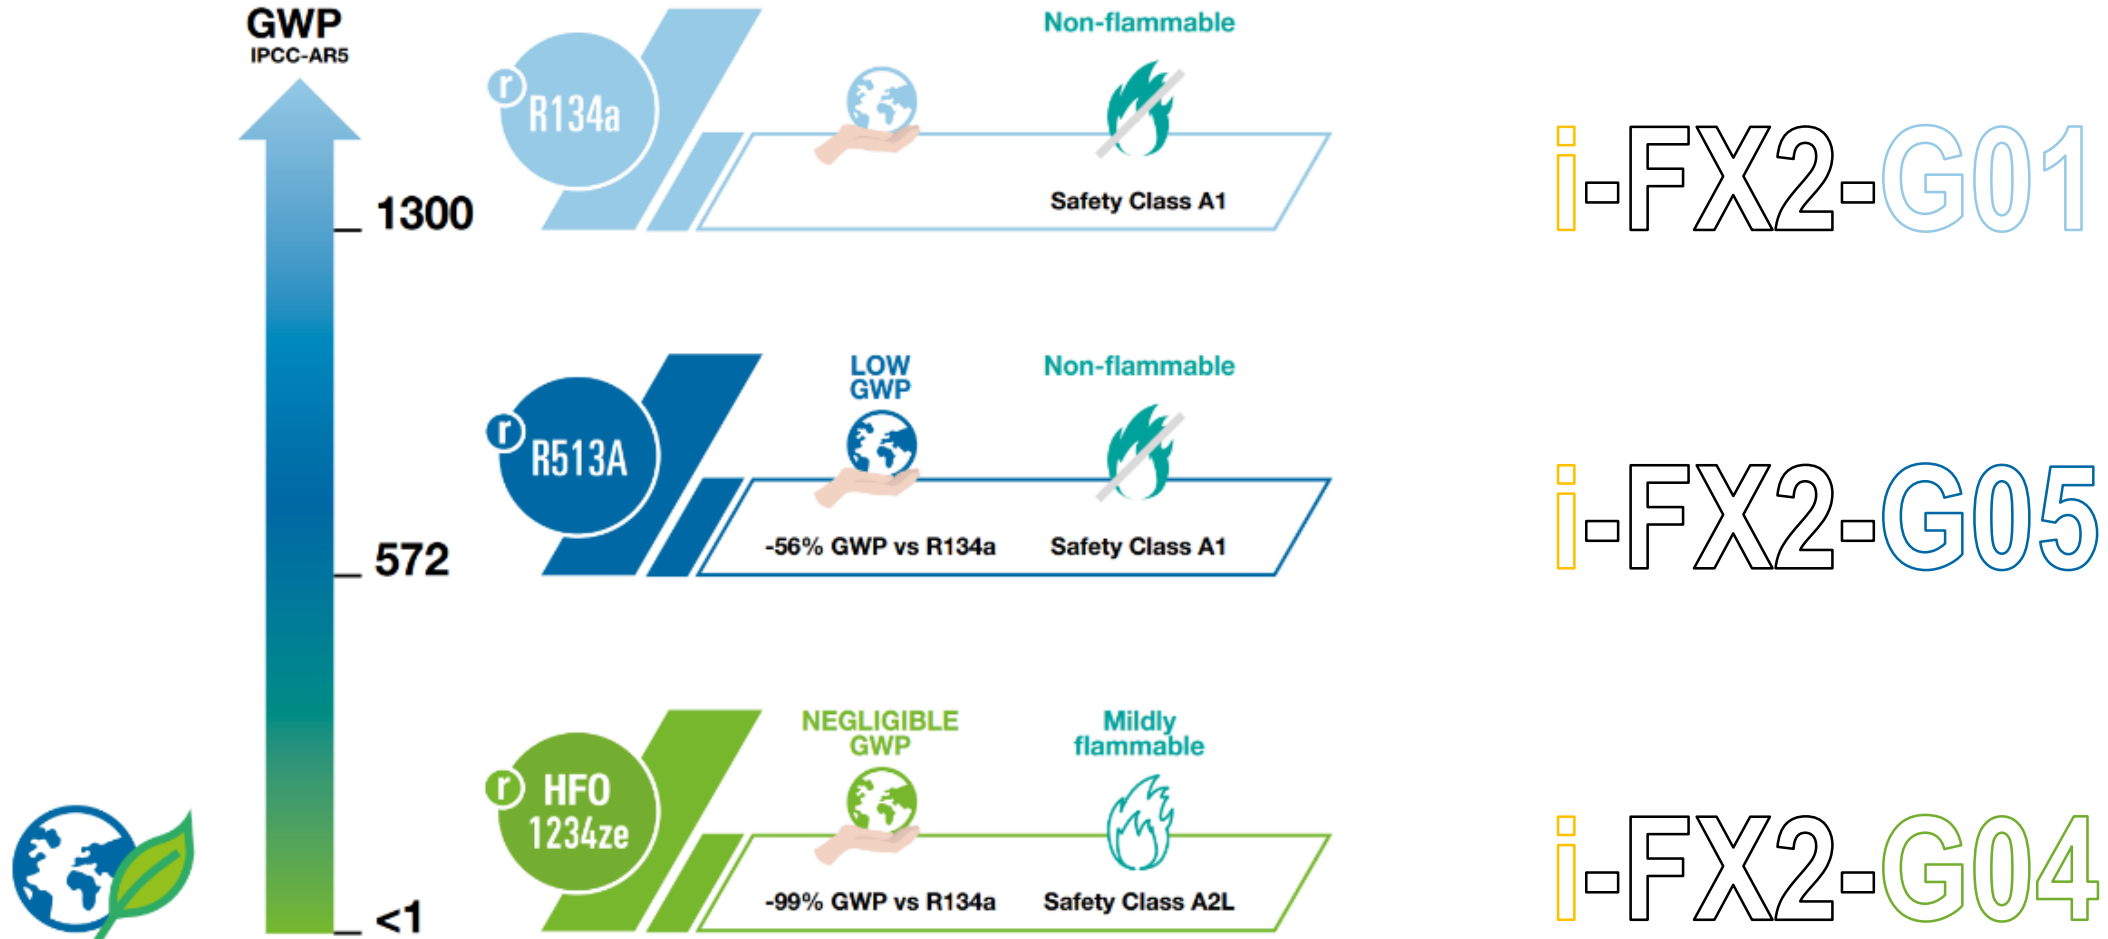 GWP
IPCC-AR5
1300
r
R134a
Non-flammable
Safety Class A1
i-FX2-G01
572
r
R513A
LOW
GWP
-56% GWP vs R134a
Non-flammable
Safety Class A1
i-FX2-G05
<1
r
HFO
1234ze
NEGLIGIBLE
GWP
-99% GWP vs R134a
Mildly
flammable
Safety Class A2L
i-FX2-G04